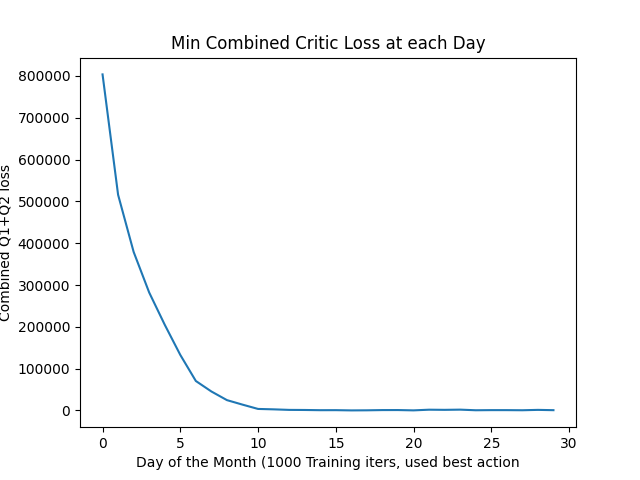 Min Combined Critic Loss at each Day
800000
700000
600000
500000
400000
300000
200000
100000
0
Combined Q1+Q2 loss
0 5 10 15 20 25 30
Day of the Month (1000 Training iters, used best action